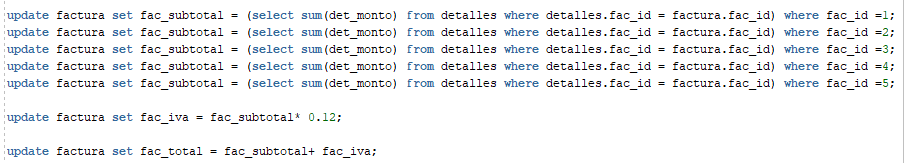 update factura set fac_subtotal = (select sum(det_monto) from detalles where detalles.fac_id = factura.fac_id) where fac_id =1;
update factura set fac_subtotal = (select sum(det_monto) from detalles where detalles.fac_id = factura.fac_id) where fac_id =2;
update factura set fac_subtotal = (select sum(det_monto) from detalles where detalles.fac_id = factura.fac_id) where fac_id =3;
update factura set fac_subtotal = (select sum(det_monto) from detalles where detalles.fac_id = factura.fac_id) where fac_id =4;
update factura set fac_subtotal = (select sum(det_monto) from detalles where detalles.fac_id = factura.fac_id) where fac_id =5;
update factura set fac_iva = fac_subtotal* 0.12;
update factura set fac_total = fac_subtotal+ fac_iva;